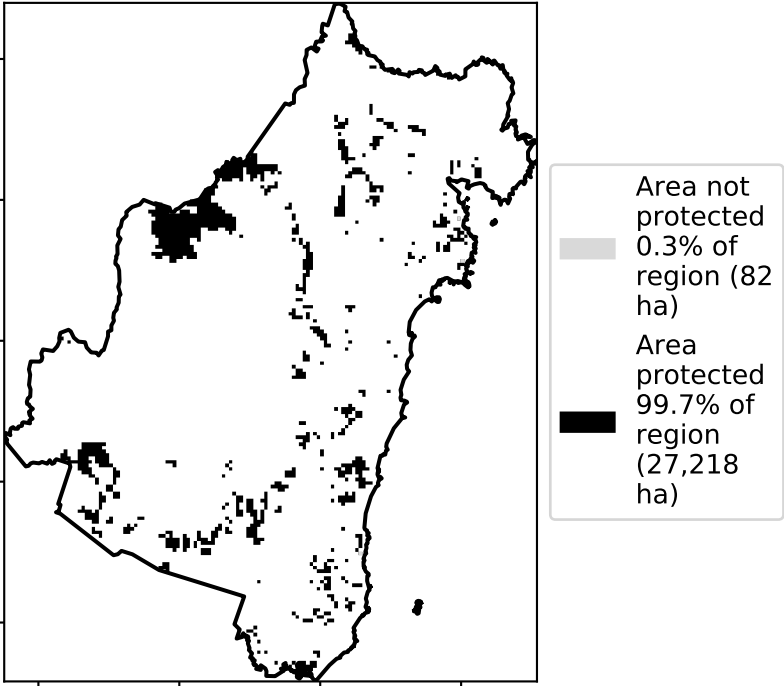 Area not
protected
0.3% of
region (82
ha)
Area
protected
99.7% of
region
(27,218
ha)